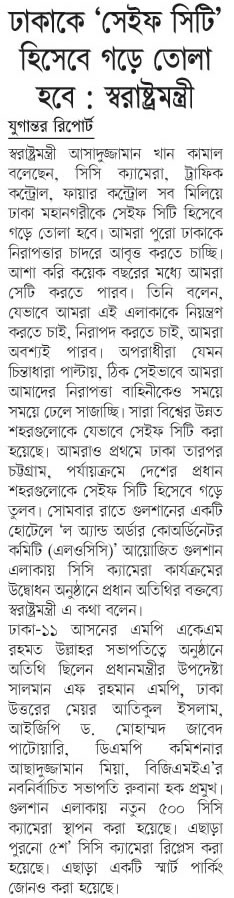 ঢাকাকে ‘সেইফ সিটি’
হিসেবে গড়ে তোলা
হবে : স্বরাষ্ট্রমন্ত্রী
যুগান্তর রিপোর্ট
স্বরাষ্ট্রমন্ত্রী আসাদুজ্জামান খান কামাল
বলেছেন, সিসি ক্যামেরা, ট্রাফিক
কন্ট্রোল, ফায়ার কন্ট্রোল সব মিলিয়ে
ঢাকা মহানগরীকে সেইফ সিটি হিসেবে
গড়ে তোলা হবে। আমরা পুরো ঢাকাকে
নিরাপত্তার চাদরে আবৃত্ত করতে চাচ্ছি।
আশা করি কয়েক বছরের মধ্যে আমরা
সেটি করতে পারব। তিনি বলেন,
যেভাবে আমরা এই এলাকাকে নিয়ন্ত্রণ
করতে চাই, নিরাপদ করতে চাই, আমরা
অবশ্যই পারব। অপরাধীরা যেমন
চিন্তাধারা পাল্টায়, ঠিক সেইভাবে আমরা
আমাদের নিরাপত্তা বাহিনীকেও সময়ে
সময়ে ঢেলে সাজাচ্ছি। সারা বিশ্বের উন্নত
শহরগুলোকে যেভাবে সেইফ সিটি করা
হয়েছে। আমরাও প্রথমে ঢাকা তারপর
চট্টগ্রাম, পর্যায়ক্রমে দেশের প্রধান
শহরগুলোকে সেইফ সিটি হিসেবে গড়ে
তুলব। সোমবার রাতে গুলশানের একটি
হোটেলে ‘ল অ্যান্ড অর্ডার কোঅর্ডিনেটর
কমিটি (এলওসিসি)’ আয়োজিত গুলশান
এলাকায় সিসি ক্যামেরা কার্যক্রমের
উদ্বোধন অনুষ্ঠানে প্রধান অতিথির বক্তব্যে
স্বরাষ্ট্রমন্ত্রী এ কথা বলেন।
ঢাকা-১১ আসনের এমপি একেএম
রহমত উল্লাহর সভাপতিত্বে অনুষ্ঠানে
অতিথি ছিলেন প্রধানমন্ত্রীর উপদেষ্টা
সালমান এফ রহমান এমপি, ঢাকা
উত্তরের মেয়র আতিকুল ইসলাম,
আইজিপি ড. মোহাম্মদ জাবেদ
পাটোয়ারি, ডিএমপি কমিশনার
আছাদুজ্জামান মিয়া, বিজিএমইএ’র
নবনির্বাচিত সভাপতি রুবানা হক প্রমুখ।
গুলশান এলাকায় নতুন ৫০০ সিসি
ক্যামেরা স্থাপন করা হয়েছে। এছাড়া
পুরনো ৫শ’ সিসি ক্যামেরা রিপ্লেস করা
হয়েছে। এছাড়া একটি স্মার্ট পার্কিং
জোনও করা হয়েছে।